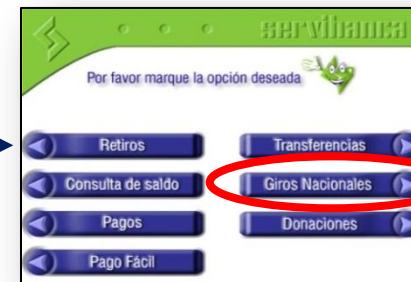 servibanca
Por favor marque la opción deseada
Retiros
Transferencias
Consulta de saldo
Giros Nacionales
Pagos
Donaciones
Pago Fácil